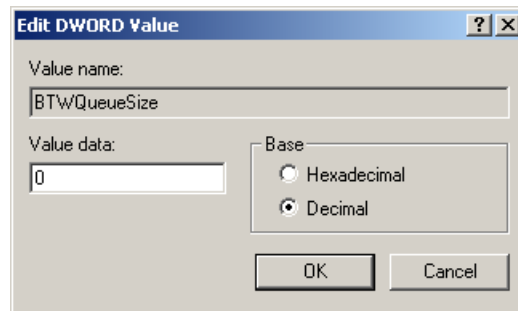 Edit DWORD Value
Value name:
BTWQueueSize
Value data:
0
Base
Hexadecimal
Decimal
OK
Cancel